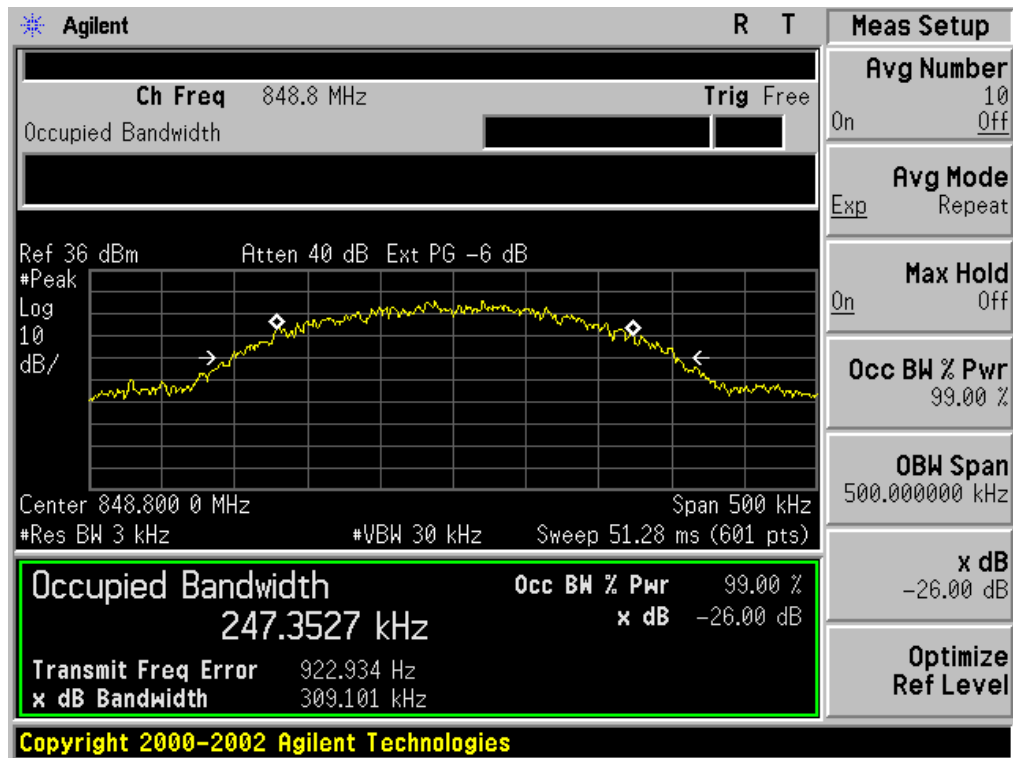 Agilent R T
Ch Freq 848.8 MHz Trig Free
Occupied Bandwidth
Ref 36 dBm Atten 40 dB Ext PG -6 dB
#Peak
Log
10
dB/
Center 848.800 0 MHz Span 500 kHz
#Res BW 3 kHz #VBW 30 kHz Sweep 51.28 ms (601 pts)
Occupied Bandwidth Occ BW % Pwr 99.00 %
247.3527 kHz x dB -26.00 dB
Transmit Freq Error 922.934 Hz
x dB Bandwidth 309.101 kHz
Copyright 2000-2002 Agilent Technologies
Meas Setup
Avg Number
10
On Off
Avg Mode
Exp Repeat
Max Hold
On Off
Occ BW % Pwr
99.00 %
OBW Span
500.000000 kHz
x dB
-26.00 dB
Optimize
Ref Level